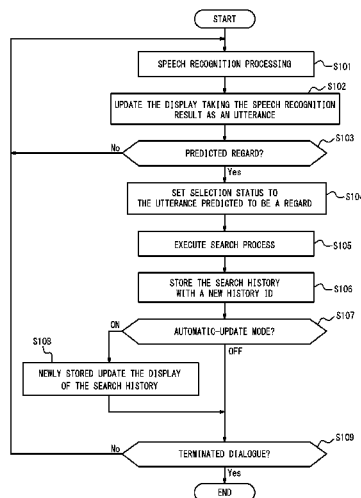 START
SPEECH RECOGNITION PROCESSING
S101
S102
UPDATE THE DISPLAY TAKING THE SPEECH RECOGNITION
RESULT AS AN UTTERANCE
No
S103
PREDICTED REGARD?
Yes
SET SELECTION STATUS TO
THE UTTERANCE PREDICTED TO BE A REGARD
S104
EXECUTE SEARCH PROCESS
S105
STORE THE SEARCH HISTORY
WITH A NEW HISTORY ID
S106
S107
ON
AUTOMATIC-UPDATE MODE?
S108
OFF
NEWLY STORED UPDATE THE DISPLAY
OF THE SEARCH HISTORY
No
S109
TERMINATED DIALOGUE?
Yes
END